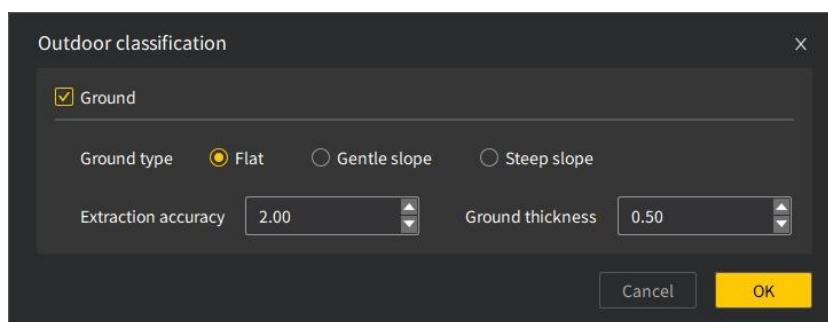 Outdoor classification
Ground
Ground type Flat Gentle slope Steep slope
Extraction accuracy 2.00 Ground thickness 0.50
Cancel OK